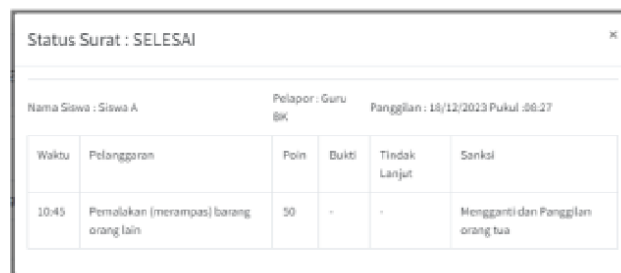 Status Surat : SELESAI
×
Nama Siswa : Siswa A
Pelapor : Guru
BK
Panggilan : 18/12/2023 Pukul :08:27
Waktu Pelanggaran Poin Bukti Tindak Lanjut Sanksi
10:45 Pemalakan (merampas) barang orang lain 50 - - Mengganti dan Panggilan orang tua